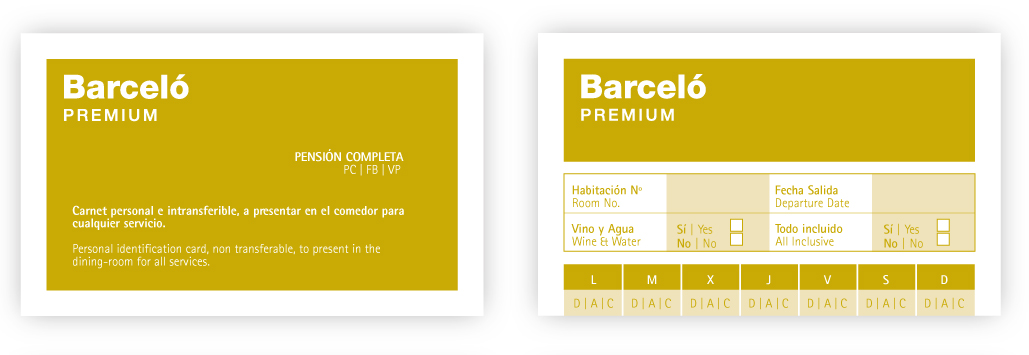 Barceló
PREMIUM
PENSIÓN COMPLETA
PC | FB | VP
Carnet personal e intransferible, a presentar en el comedor para
cualquier servicio.
Personal identification card, non transferable, to present in the
dining-room for all services.
Barceló
PREMIUM
Habitación Nº
Room No.
Fecha Salida
Departure Date
Vino y Agua
Wine & Water
Sí | Yes
No | No
Todo incluido
All Inclusive
Sí | Yes
No | No
L M X J V S D
D | A | C D | A | C D | A | C D | A | C D | A | C D | A | C D | A | C